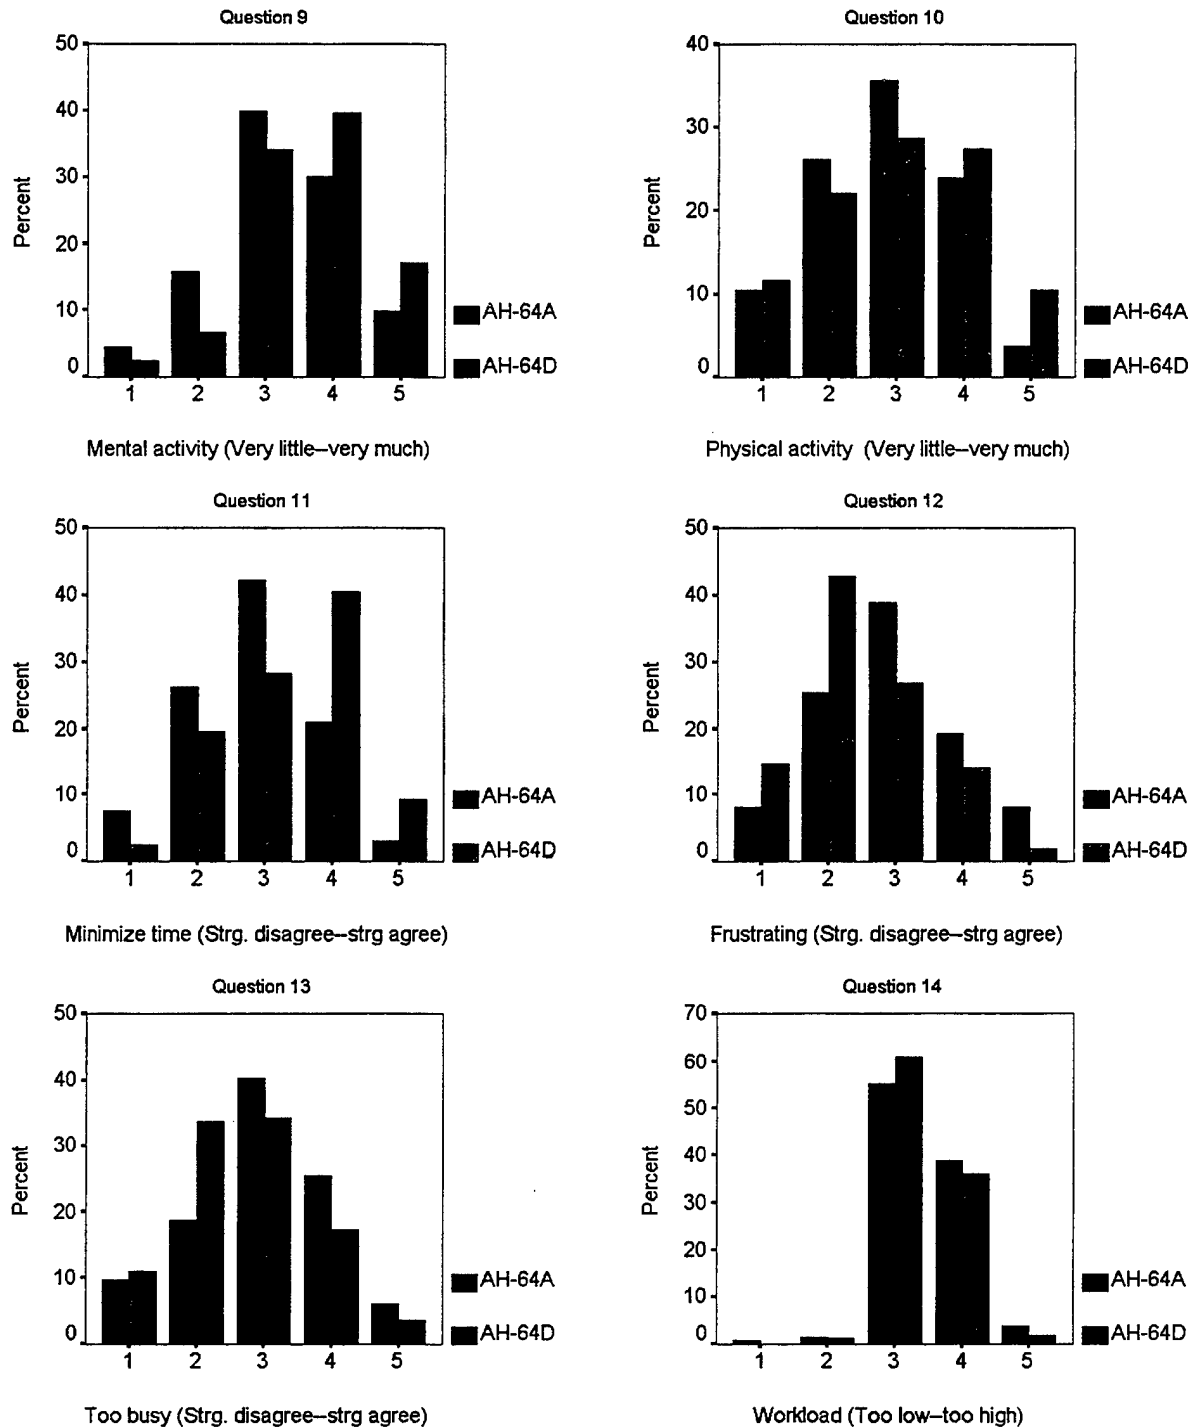 Question 9
50
40
30
20
10
0
Percent
1 2 3 4 5
AH-64A
AH-64D
Mental activity (Very little–very much)
Question 10
40
30
20
10
0
Percent
1 2 3 4 5
AH-64A
AH-64D
Physical activity (Very little–very much)
Question 11
50
40
30
20
10
0
Percent
1 2 3 4 5
AH-64A
AH-64D
Minimize time (Strg. disagree–strg agree)
Question 12
50
40
30
20
10
0
Percent
1 2 3 4 5
AH-64A
AH-64D
Frustrating (Strg. disagree–strg agree)
Question 13
50
40
30
20
10
0
Percent
1 2 3 4 5
AH-64A
AH-64D
Too busy (Strg. disagree–strg agree)
Question 14
70
60
50
40
30
20
10
0
Percent
1 2 3 4 5
AH-64A
AH-64D
Workload (Too low–too high)